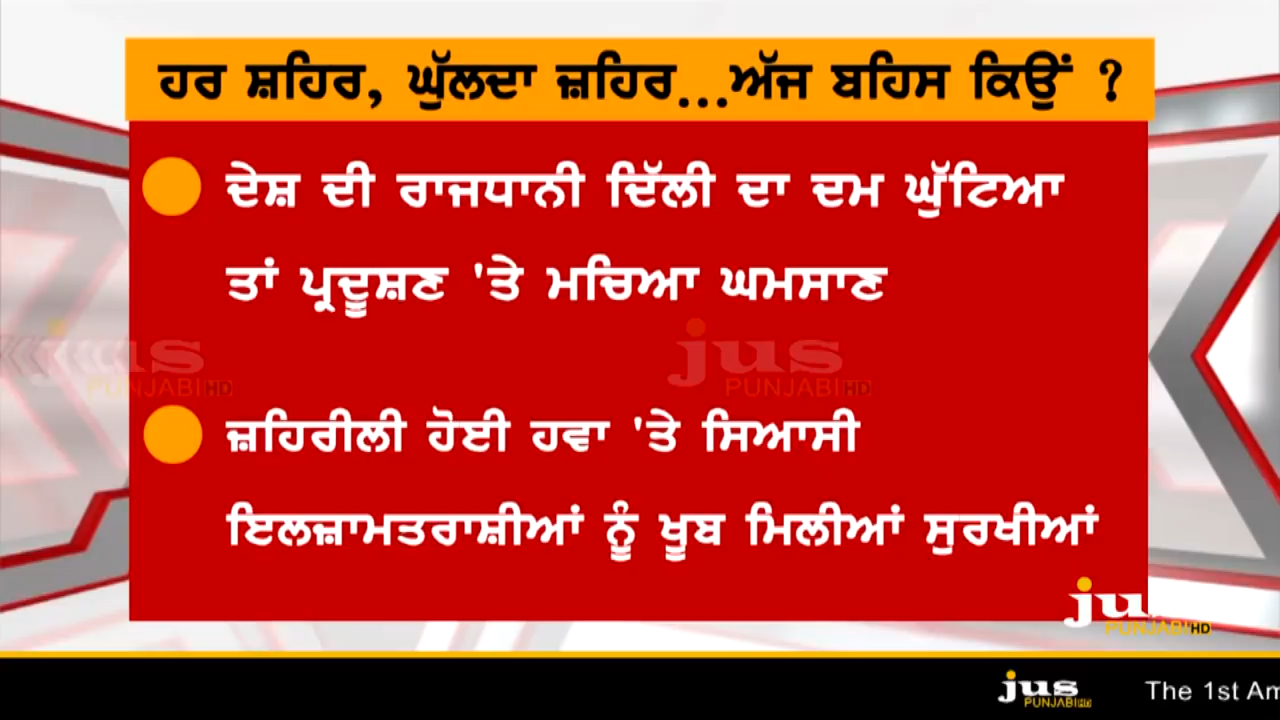 ਹਰ ਸ਼ਹਿਰ, ਘੁੱਲਦਾ ਜ਼ਹਿਰ...ਅੱਜ ਬਹਿਸ ਕਿਉਂ ?
ਦੇਸ਼ ਦੀ ਰਾਜਧਾਨੀ ਦਿੱਲੀ ਦਾ ਦਮ ਘੁੱਟਿਆ
ਤਾਂ ਪ੍ਰਦੂਸ਼ਣ 'ਤੇ ਮਚਿਆ ਘਮਸਾਣ
jus
PUNJABI HD
jus
PUNJABI HD
ਜ਼ਹਿਰੀਲੀ ਹੋਈ ਹਵਾ 'ਤੇ ਸਿਆਸੀ
ਇਲਜ਼ਾਮਤਰਾਸ਼ੀਆਂ ਨੂੰ ਖੂਬ ਮਿਲੀਆਂ ਸੁਰਖੀਆਂ
jus
PUNJABI HD
jus
PUNJABI HD
The 1st Am